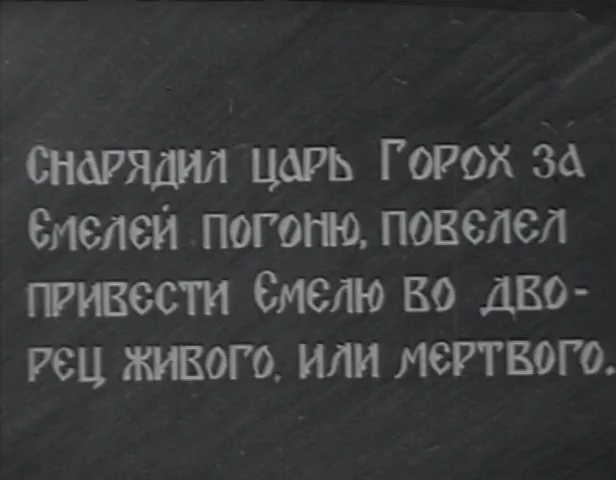 Снарядил царь Горох за
Емелей погоню, повелел
привести Емелю во дво-
рец живого, или мертвого.